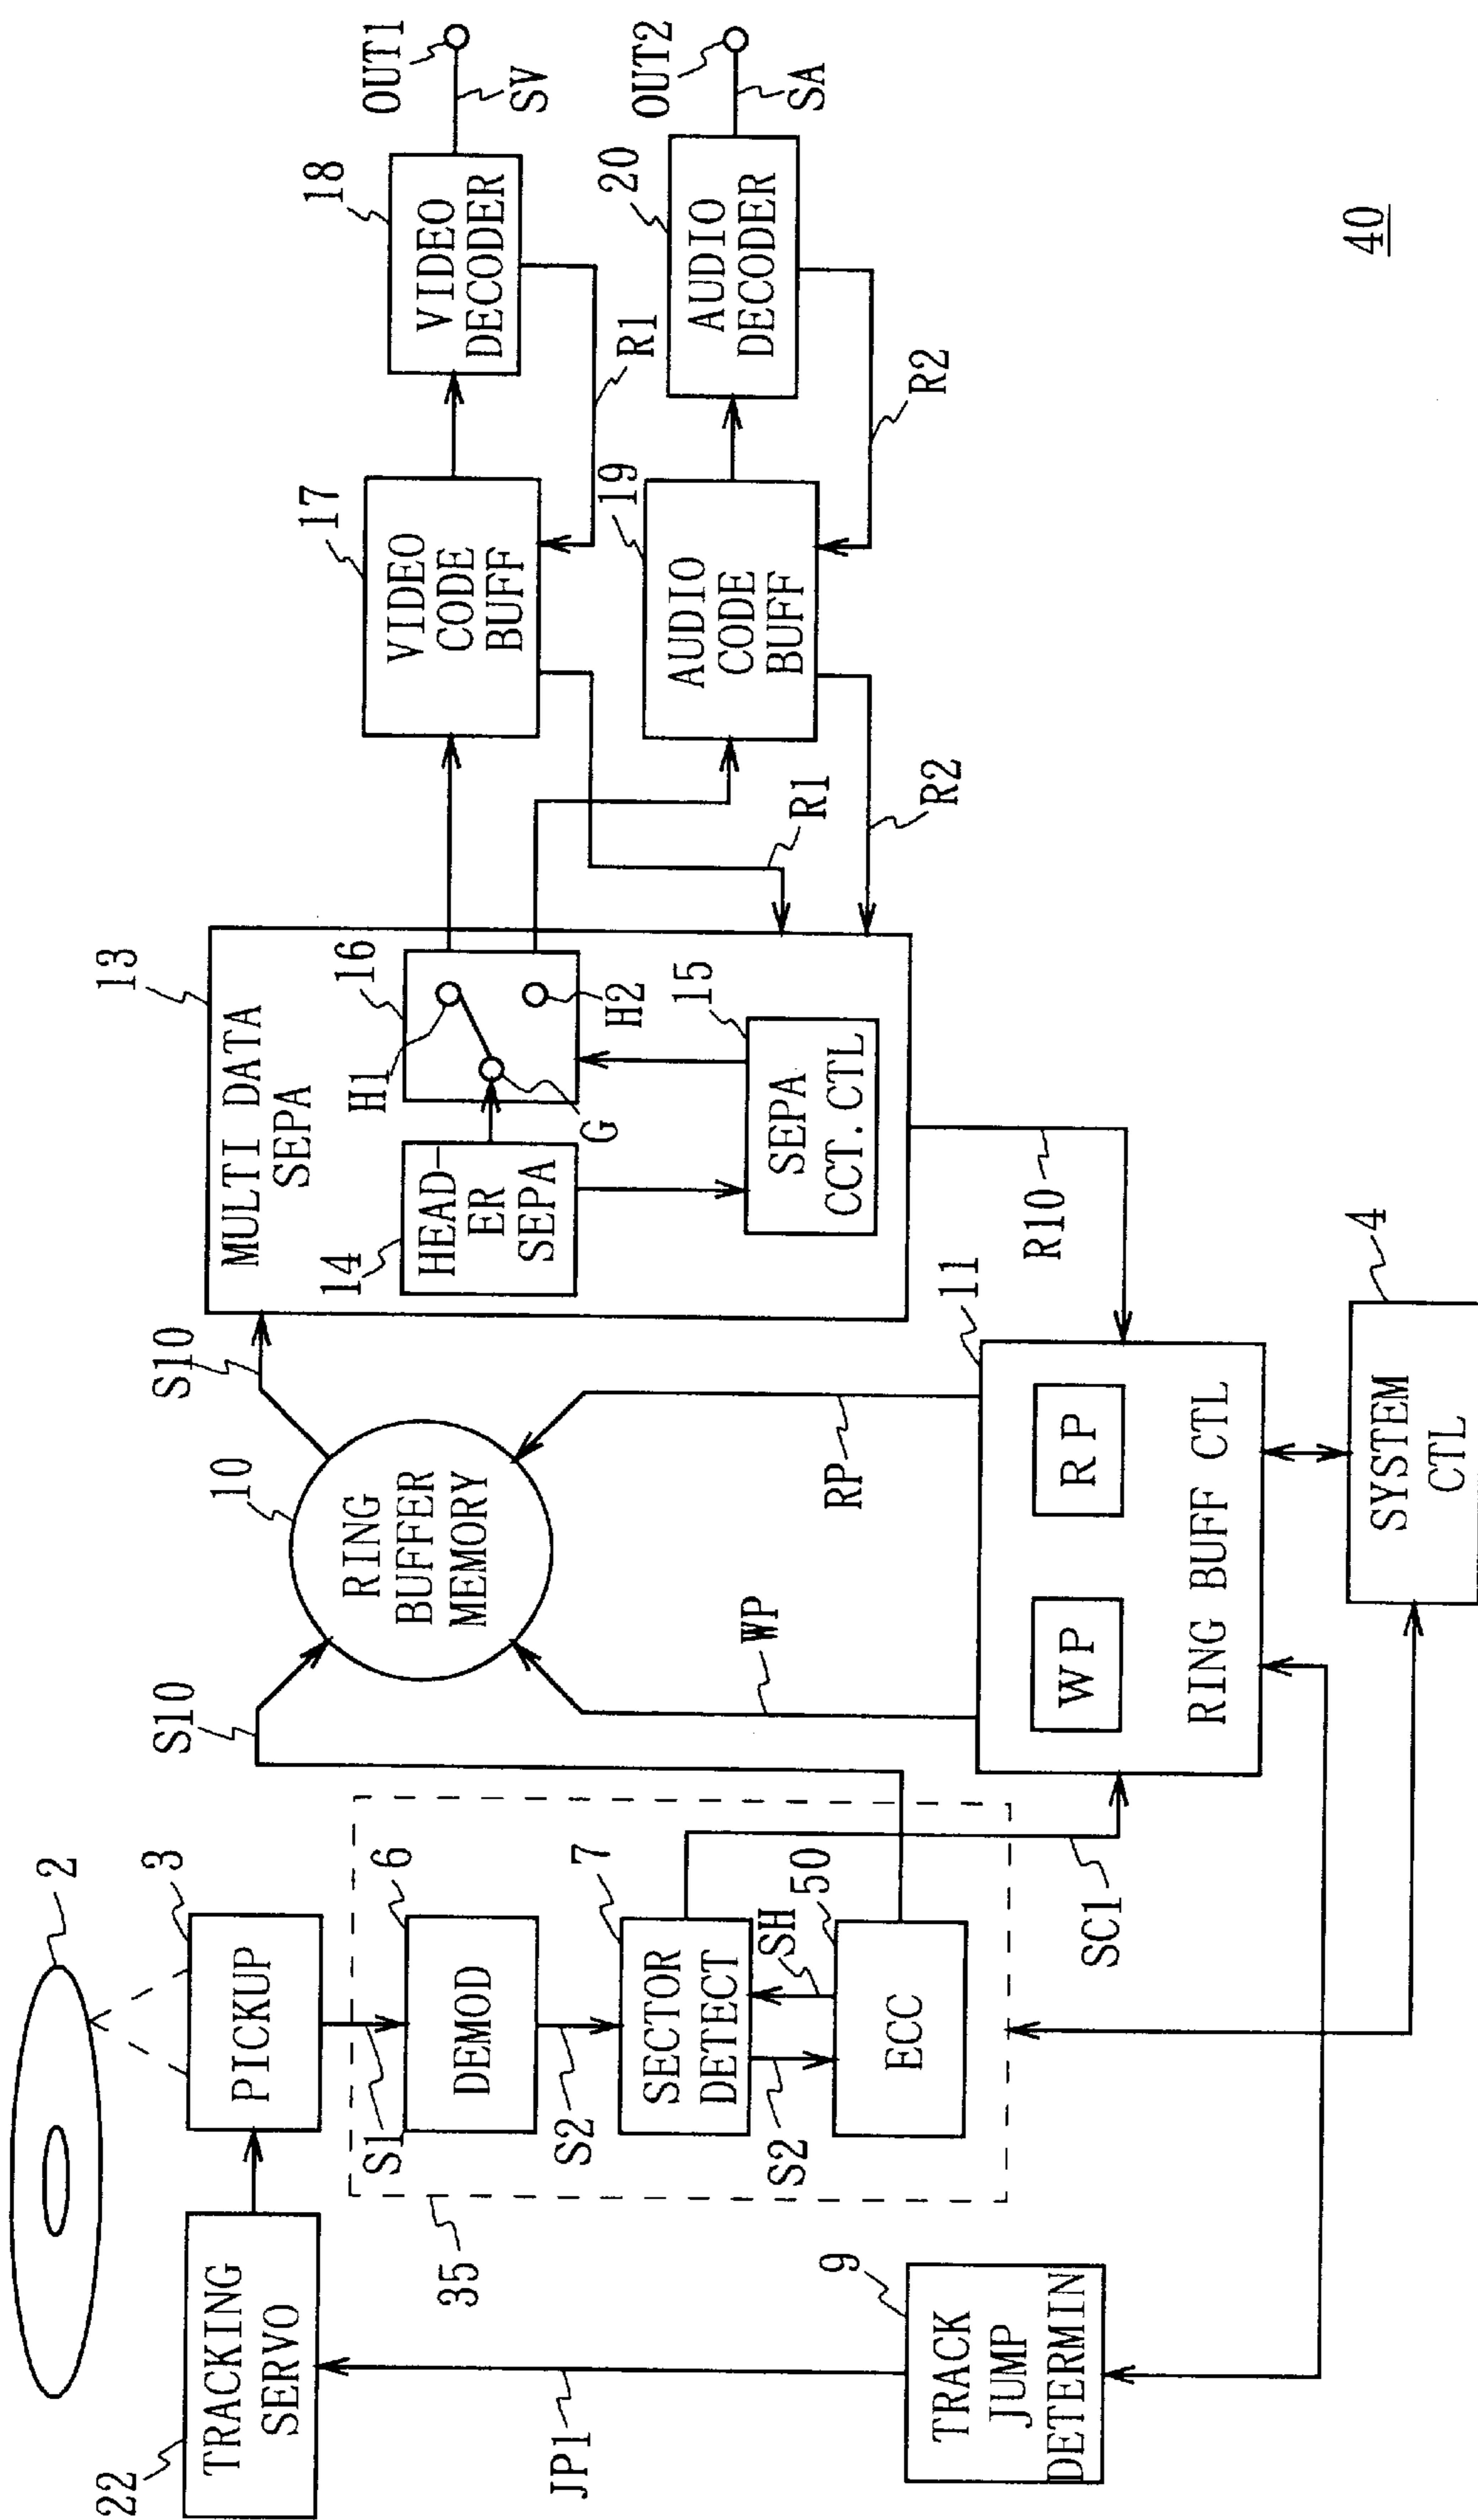 2
22
TRACKING
SERVO
3
PICKUP
35
S1
6
DEMOD
S2
7
SECTOR
DETECT
S2
SH
50
ECC
JP1
9
TRACK
JUMP
DETERMIN
SC1
S10
10
RING
BUFFER
MEMORY
S10
WP
RP
11
WP
RP
RING BUFF CTL
4
SYSTEM
CTL
R10
13
MULTI DATA
SEPA
14
HEAD-
ER
SEPA
H1
16
G
H2
15
SEPA
CCT.CTL
R1
R2
17
VIDEO
CODE
BUFF
19
AUDIO
CODE
BUFF
R1
R2
18
VIDEO
DECODER
20
AUDIO
DECODER
OUT1
SV
OUT2
SA
40